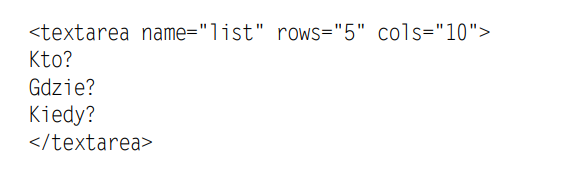 <textarea name="list" rows="5" cols="10">
Kto?
Gdzie?
Kiedy?
</textarea>